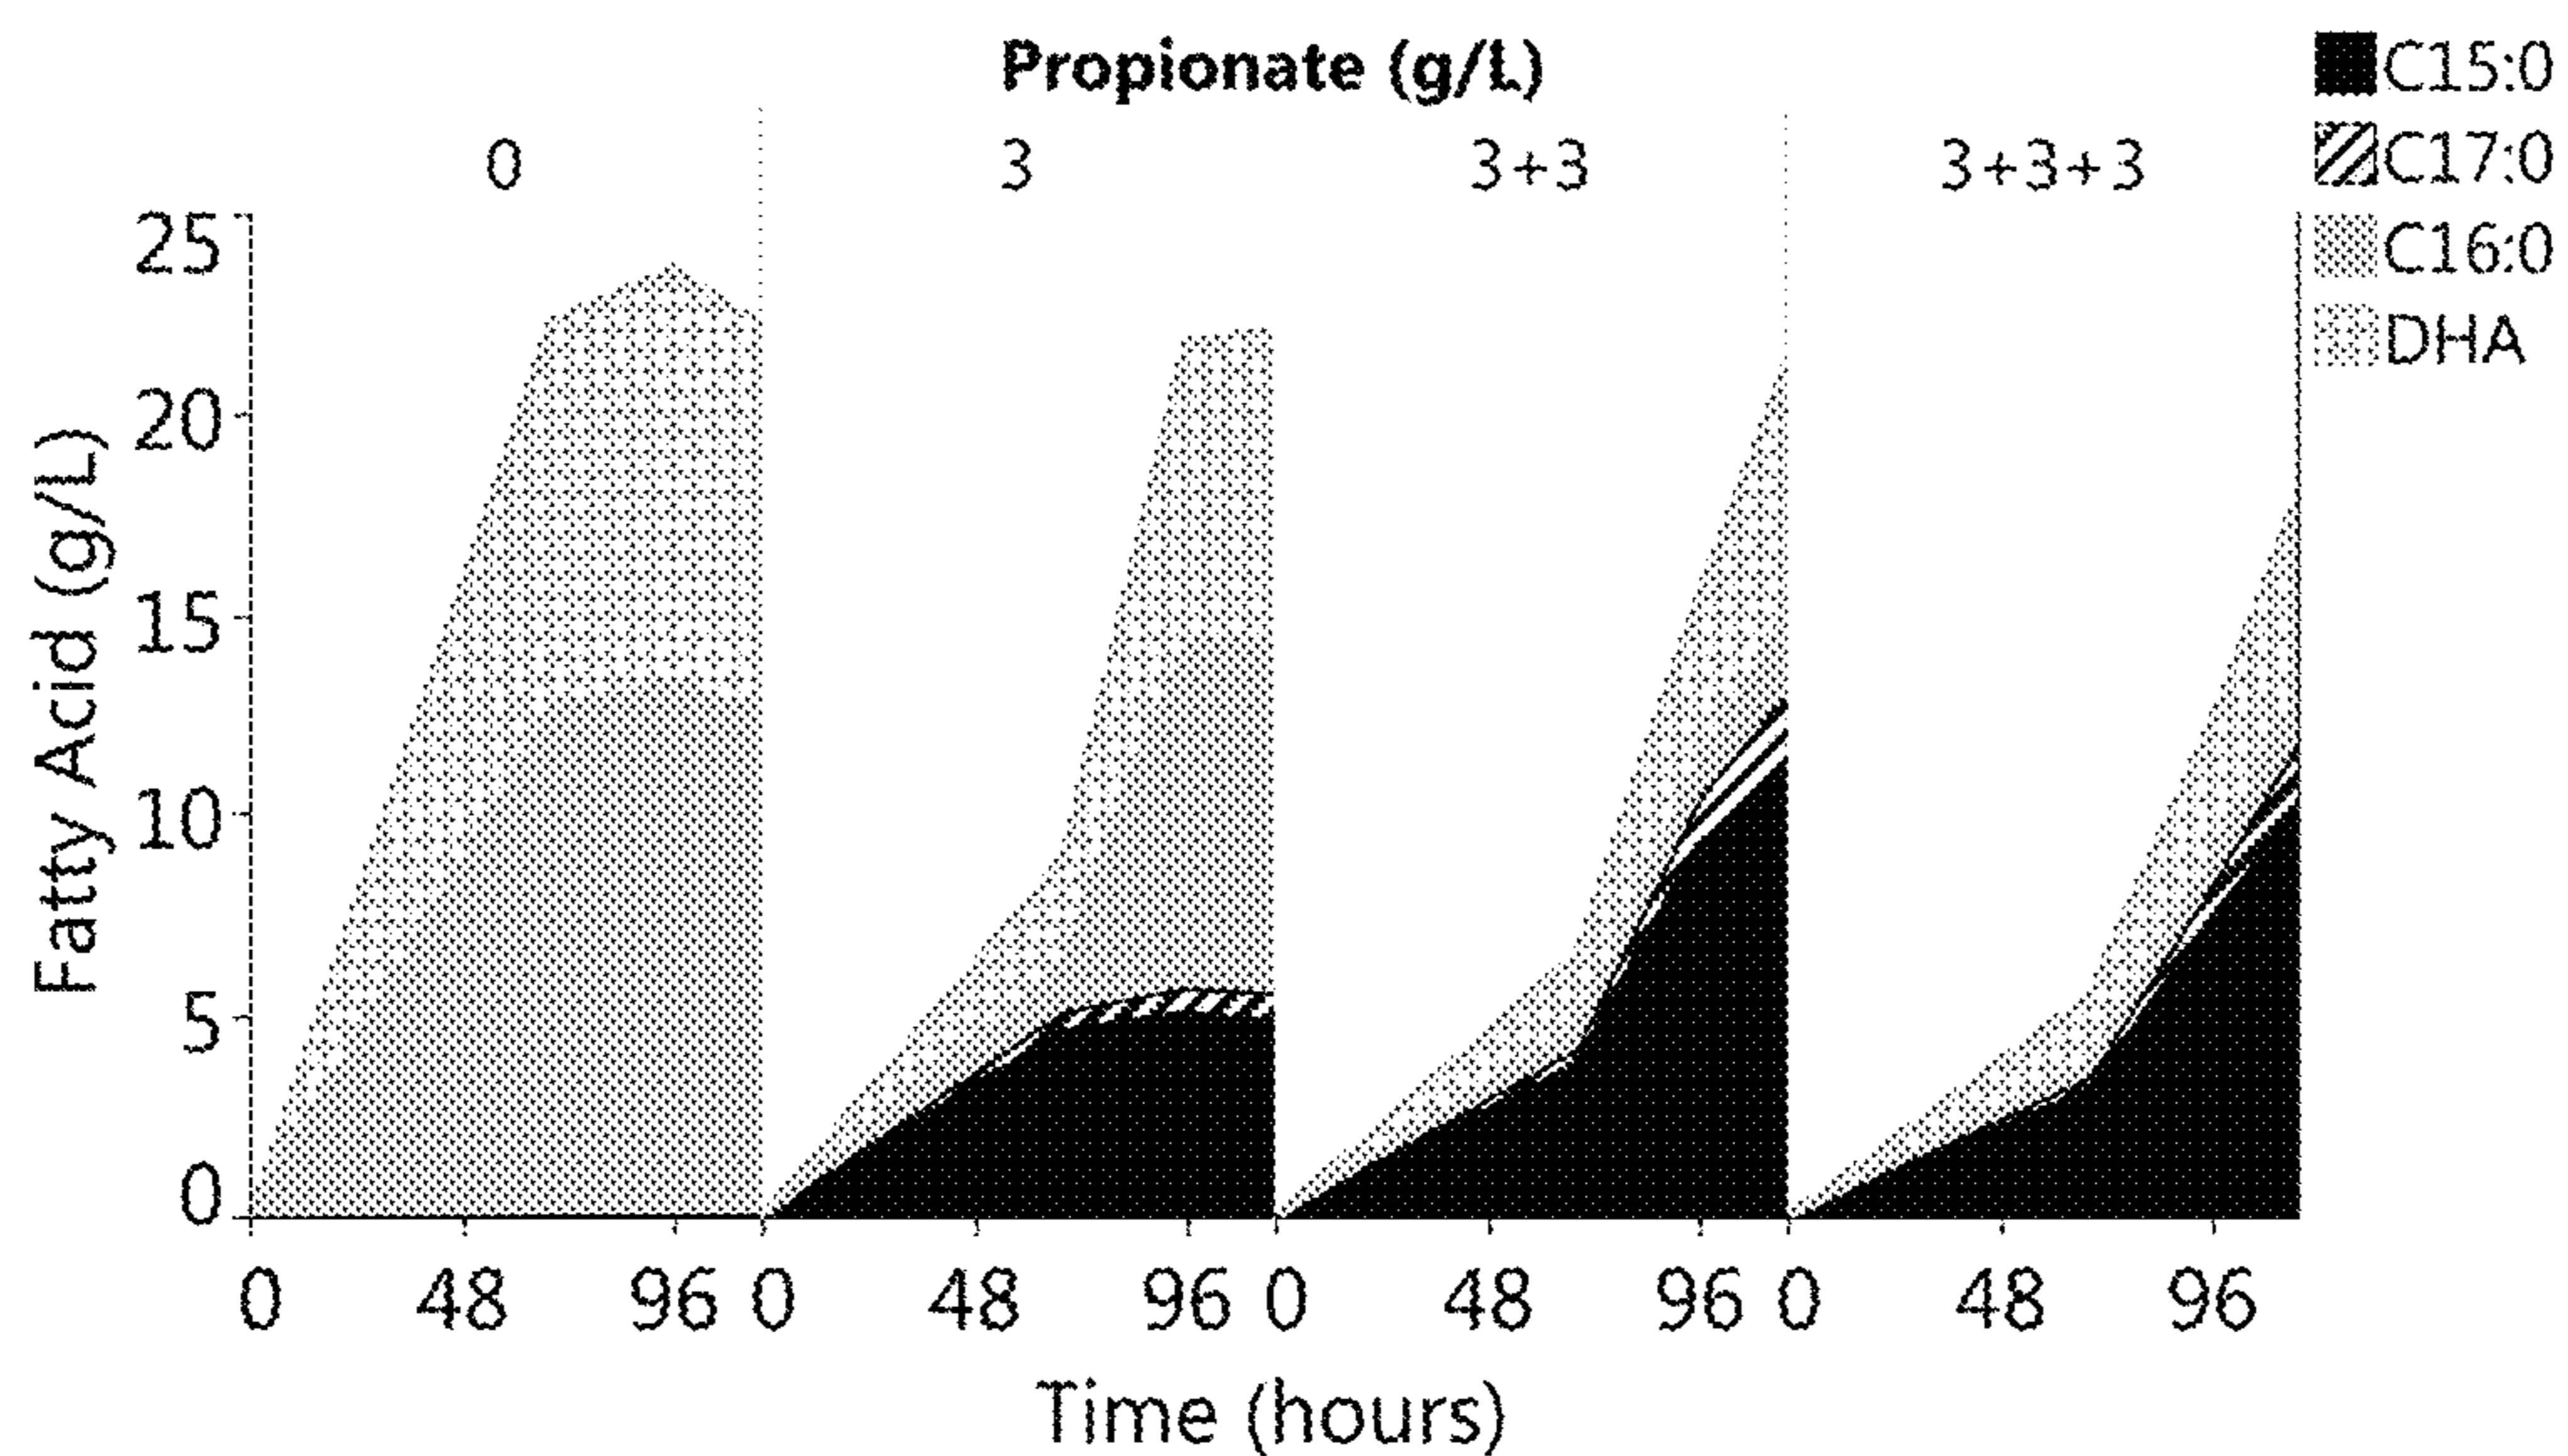 Propionate (g/L)
0 3 3+3 3+3+3
C15:0
C17:0
C16:0
DHA
Fatty Acid (g/L)
25
20
15
10
5
0
0 48 96 0 48 96 0 48 96 0 48 96
Time (hours)